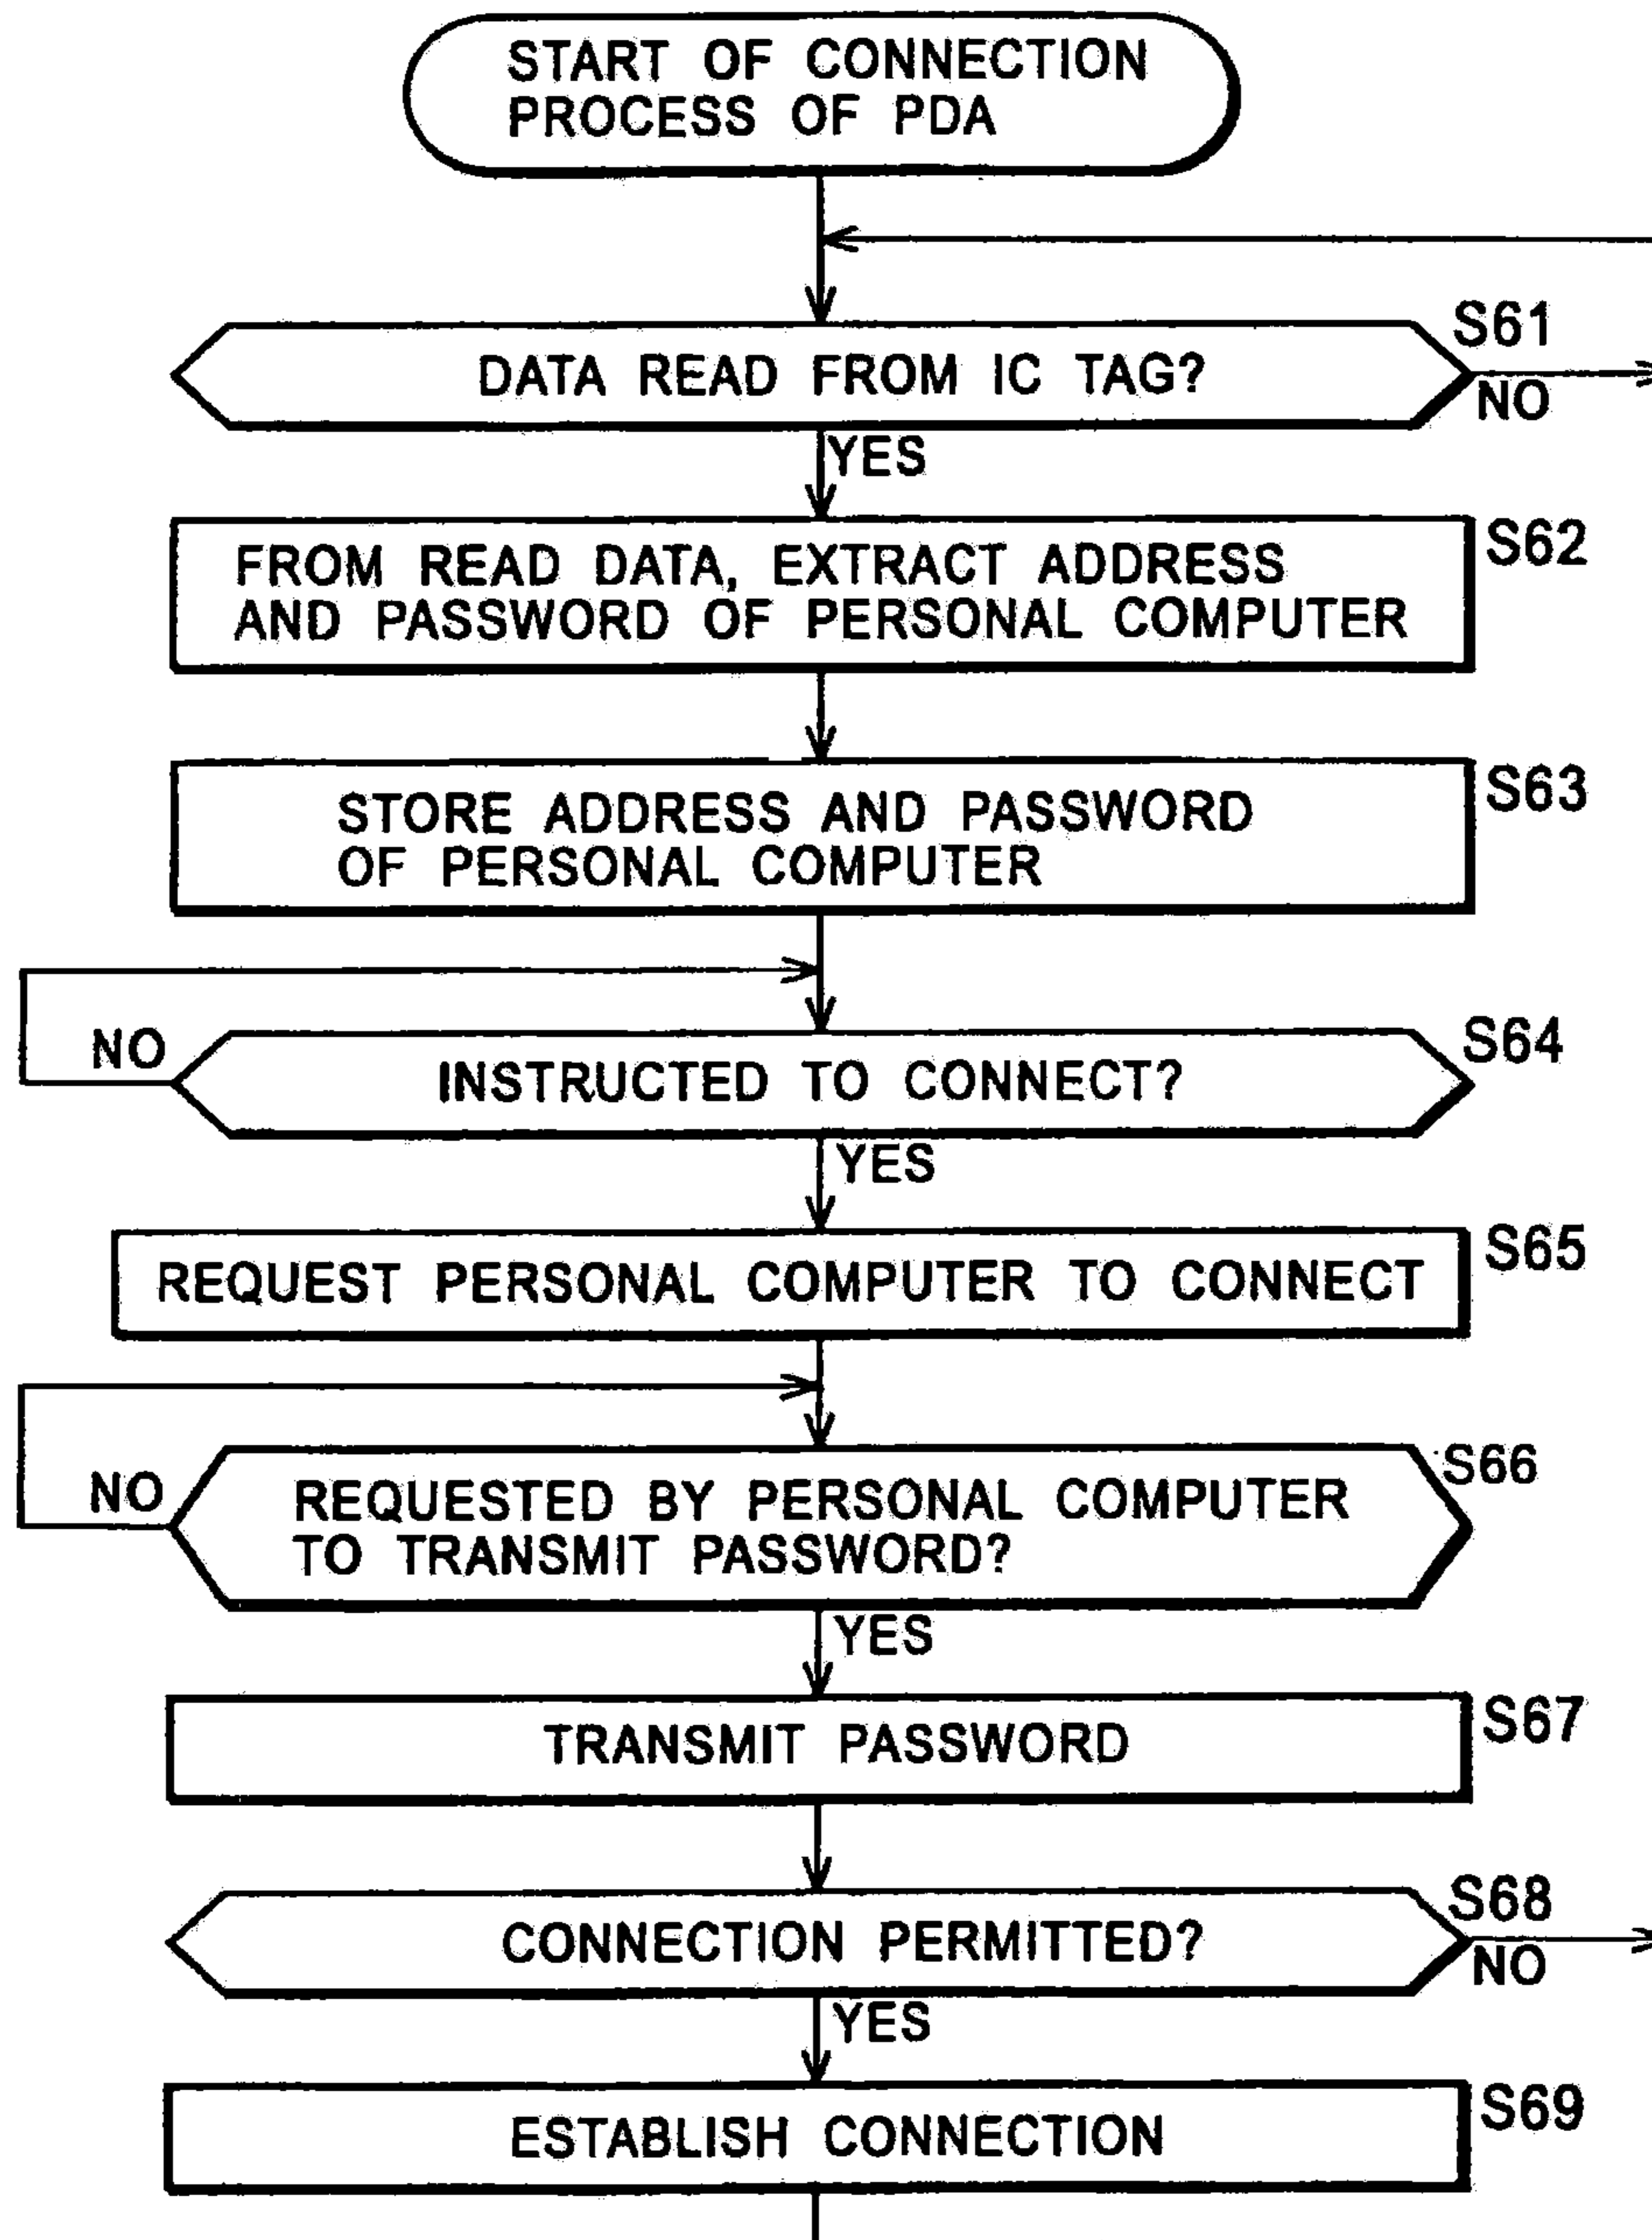 START OF CONNECTION
PROCESS OF PDA
S61
DATA READ FROM IC TAG?
NO
YES
S62
FROM READ DATA, EXTRACT ADDRESS
AND PASSWORD OF PERSONAL COMPUTER
S63
STORE ADDRESS AND PASSWORD
OF PERSONAL COMPUTER
S64
NO
INSTRUCTED TO CONNECT?
YES
S65
REQUEST PERSONAL COMPUTER TO CONNECT
S66
NO
REQUESTED BY PERSONAL COMPUTER
TO TRANSMIT PASSWORD?
YES
S67
TRANSMIT PASSWORD
S68
CONNECTION PERMITTED?
NO
YES
S69
ESTABLISH CONNECTION